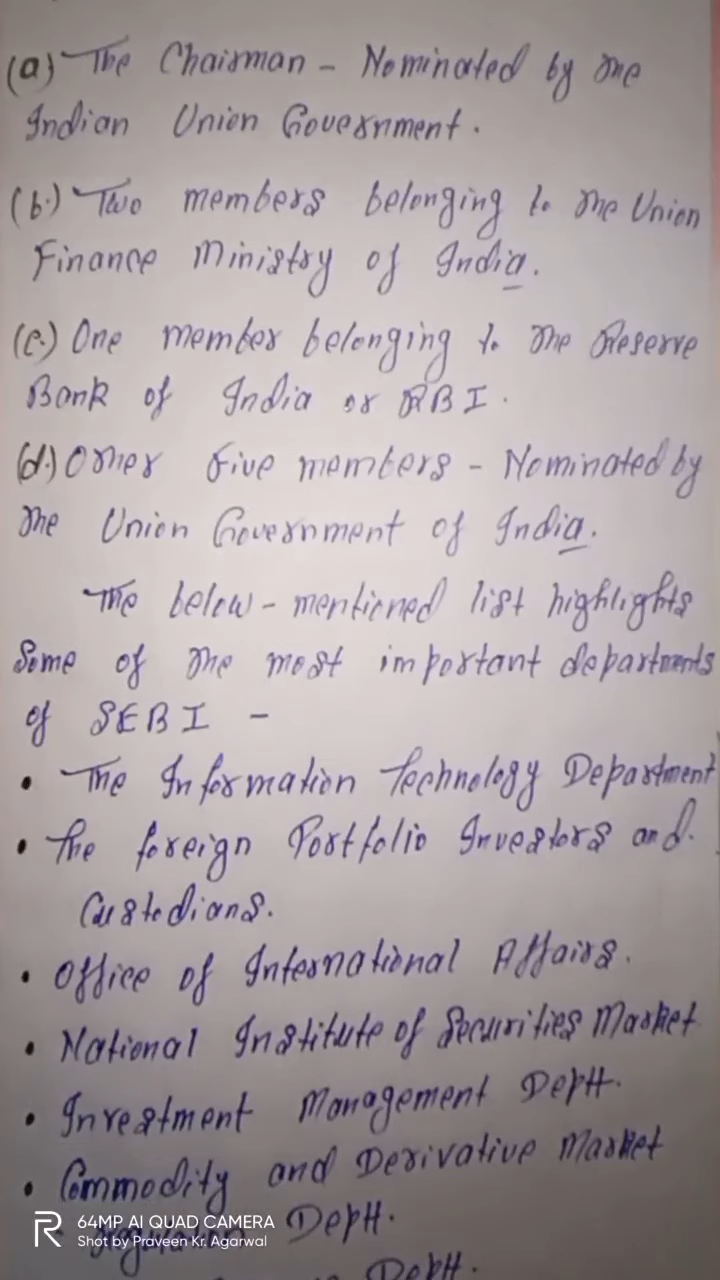 (a) The Chairman - Nominated by the
Indian Union Government.
(b.) Two members belonging to the Union
Finance Ministry of India.
(c.) One member belonging to the Reserve
Bank of India or RBI.
(d.) Other five members - Nominated by
the Union Government of India.
The below-mentioned list highlights
Some of the most important departments
of SEBI -
• The Information Technology Department
• The foreign Portfolio Investors and
Custodians.
• Office of International Affairs.
• National Institute of Securities Market
• Investment Management Deptt.
• Commodity and Derivative Market
Deptt.
Deptt.
64MP AI QUAD CAMERA
Shot by Praveen Kr. Agarwal